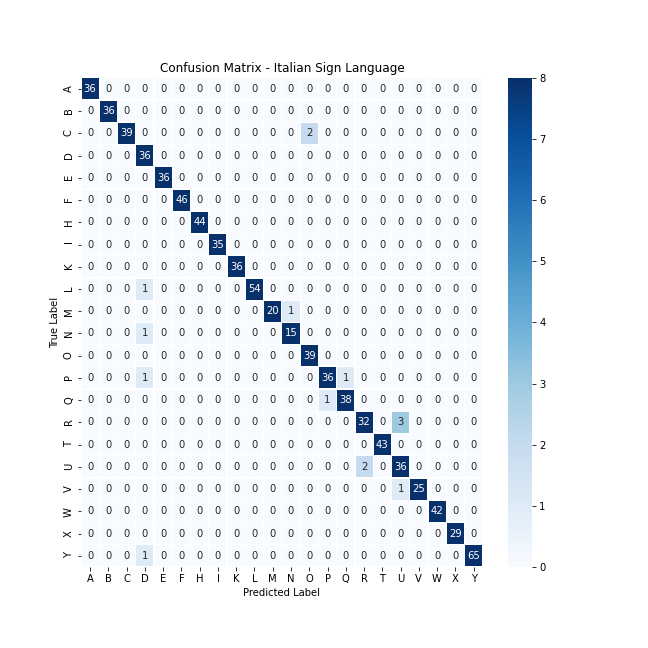 Confusion Matrix - Italian Sign Language
A 36 0 0 0 0 0 0 0 0 0 0 0 0 0 0 0 0 0 0 0 0 0
B 0 36 0 0 0 0 0 0 0 0 0 0 0 0 0 0 0 0 0 0 0 0
C 0 0 39 0 0 0 0 0 0 0 0 0 2 0 0 0 0 0 0 0 0 0
D 0 0 0 36 0 0 0 0 0 0 0 0 0 0 0 0 0 0 0 0 0 0
E 0 0 0 0 36 0 0 0 0 0 0 0 0 0 0 0 0 0 0 0 0 0
F 0 0 0 0 0 46 0 0 0 0 0 0 0 0 0 0 0 0 0 0 0 0
H 0 0 0 0 0 0 44 0 0 0 0 0 0 0 0 0 0 0 0 0 0 0
I 0 0 0 0 0 0 0 35 0 0 0 0 0 0 0 0 0 0 0 0 0 0
K 0 0 0 0 0 0 0 0 36 0 0 0 0 0 0 0 0 0 0 0 0 0
L 0 0 0 1 0 0 0 0 0 54 0 0 0 0 0 0 0 0 0 0 0 0
M 0 0 0 0 0 0 0 0 0 0 20 1 0 0 0 0 0 0 0 0 0 0
N 0 0 0 1 0 0 0 0 0 0 0 15 0 0 0 0 0 0 0 0 0 0
O 0 0 0 0 0 0 0 0 0 0 0 0 39 0 0 0 0 0 0 0 0 0
P 0 0 0 1 0 0 0 0 0 0 0 0 0 36 1 0 0 0 0 0 0 0
Q 0 0 0 0 0 0 0 0 0 0 0 0 0 1 38 0 0 0 0 0 0 0
R 0 0 0 0 0 0 0 0 0 0 0 0 0 0 0 32 0 3 0 0 0 0
T 0 0 0 0 0 0 0 0 0 0 0 0 0 0 0 0 43 0 0 0 0 0
U 0 0 0 0 0 0 0 0 0 0 0 0 0 0 0 2 0 36 0 0 0 0
V 0 0 0 0 0 0 0 0 0 0 0 0 0 0 0 0 0 1 25 0 0 0
W 0 0 0 0 0 0 0 0 0 0 0 0 0 0 0 0 0 0 0 42 0 0
X 0 0 0 0 0 0 0 0 0 0 0 0 0 0 0 0 0 0 0 0 29 0
Y 0 0 0 1 0 0 0 0 0 0 0 0 0 0 0 0 0 0 0 0 0 65
A B C D E F H I K L M N O P Q R T U V W X Y
True Label
Predicted Label
8
7
6
5
4
3
2
1
0